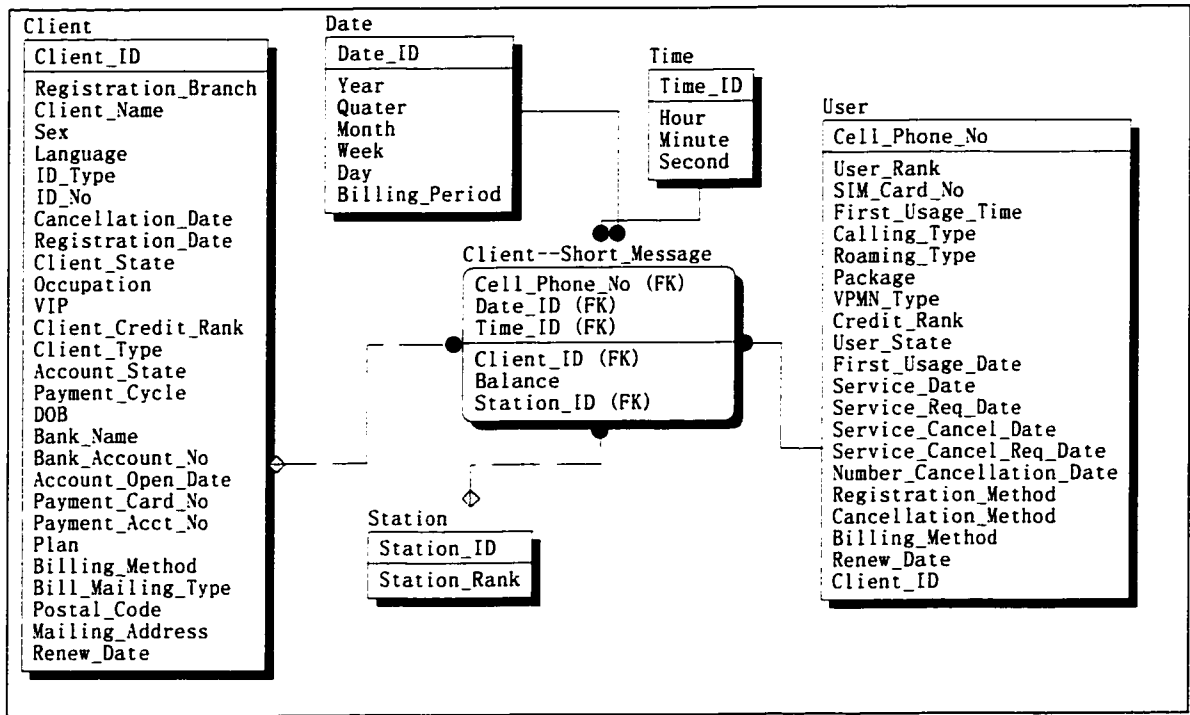 Client
Client_ID
Registration_Branch
Client_Name
Sex
Language
ID_Type
ID_No
Cancellation_Date
Registration_Date
Client_State
Occupation
VIP
Client_Credit_Rank
Client_Type
Account_State
Payment_Cycle
DOB
Bank_Name
Bank_Account_No
Account_Open_Date
Payment_Card_No
Payment_Acct_No
Plan
Billing_Method
Bill_Mailing_Type
Postal_Code
Mailing_Address
Renew_Date
Date
Date_ID
Year
Quater
Month
Week
Day
Billing_Period
Time
Time_ID
Hour
Minute
Second
Client--Short_Message
Cell_Phone_No (FK)
Date_ID (FK)
Time_ID (FK)
Client_ID (FK)
Balance
Station_ID (FK)
Station
Station_ID
Station_Rank
User
Cell_Phone_No
User_Rank
SIM_Card_No
First_Usage_Time
Calling_Type
Roaming_Type
Package
VPMN_Type
Credit_Rank
User_State
First_Usage_Date
Service_Date
Service_Req_Date
Service_Cancel_Date
Service_Cancel_Req_Date
Number_Cancellation_Date
Registration_Method
Cancellation_Method
Billing_Method
Renew_Date
Client_ID